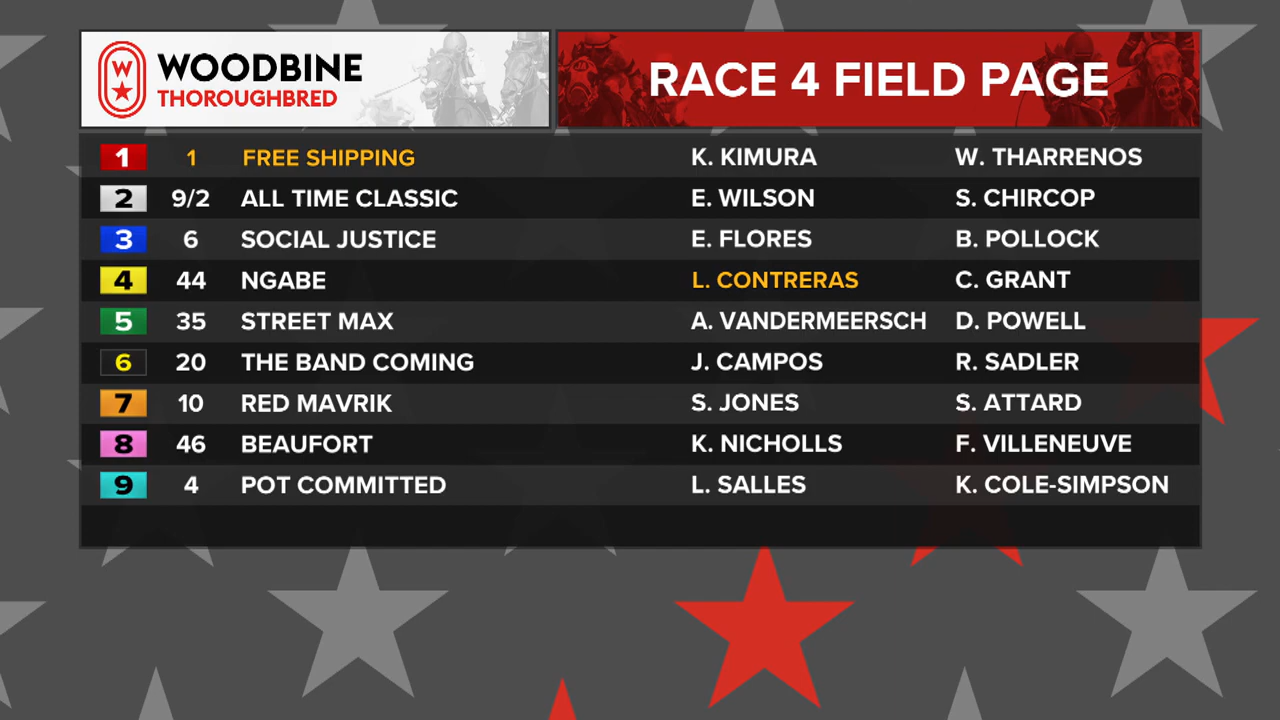 W WOODBINE
THOROUGHBRED
RACE 4 FIELD PAGE
1 1 FREE SHIPPING K. KIMURA W. THARRENOS
2 9/2 ALL TIME CLASSIC E. WILSON S. CHIRCOP
3 6 SOCIAL JUSTICE E. FLORES B. POLLOCK
4 44 NGABE L. CONTRERAS C. GRANT
5 35 STREET MAX A. VANDERMEERSCH D. POWELL
6 20 THE BAND COMING J. CAMPOS R. SADLER
7 10 RED MAVRIK S. JONES S. ATTARD
8 46 BEAUFORT K. NICHOLLS F. VILLENEUVE
9 4 POT COMMITTED L. SALLES K. COLE-SIMPSON